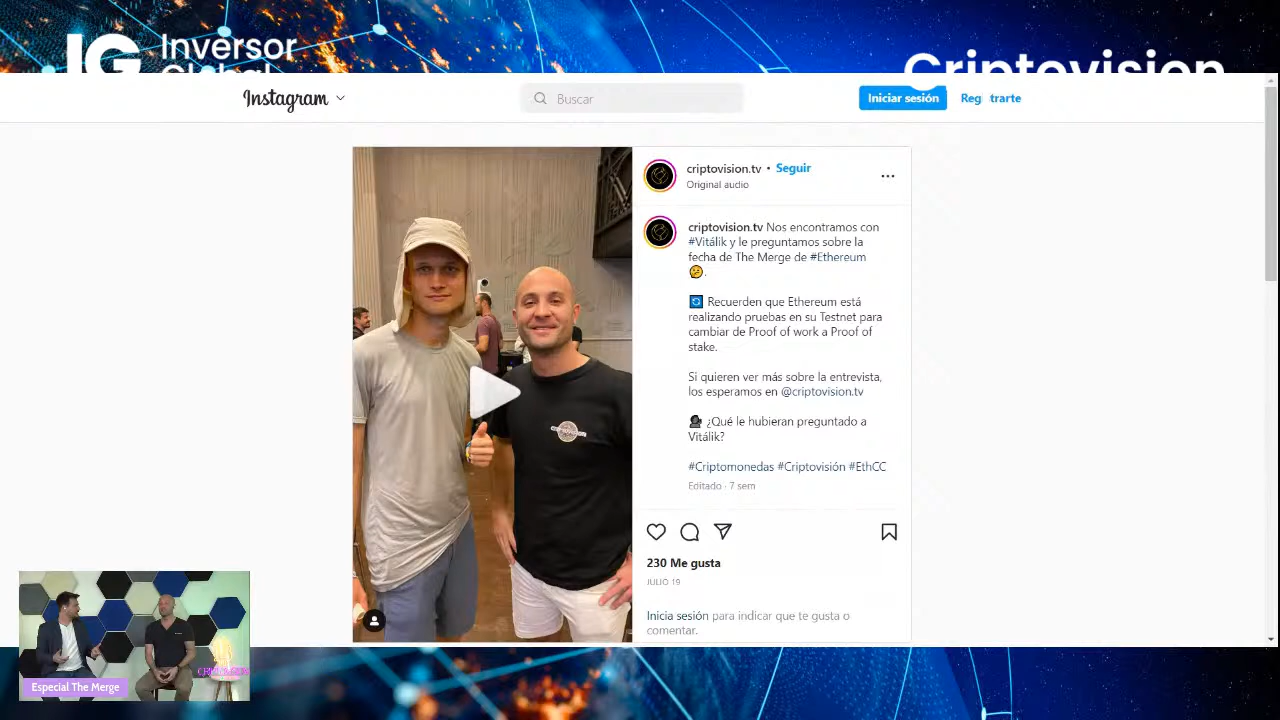 IG Inversor
Global
Criptovision
Instagram
Buscar
Iniciar sesión
Reg trarte
criptovision.tv • Seguir
Original audio
criptovision.tv Nos encontramos con
#Vitálik y le preguntamos sobre la
fecha de The Merge de #Ethereum
🤔.
🔄 Recuerden que Ethereum está
realizando pruebas en su Testnet para
cambiar de Proof of work a Proof of
stake.
Si quieren ver más sobre la entrevista,
los esperamos en @criptovision.tv
🗣 ¿Qué le hubieran preguntado a
Vitálik?
#Criptomonedas #Criptovisión #EthCC
Editado · 7 sem
230 Me gusta
JULIO 19
Inicia sesión para indicar que te gusta o
comentar.
Especial The Merge